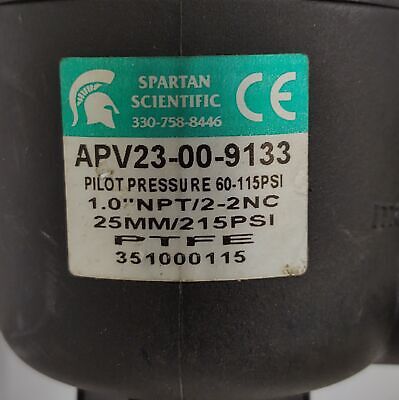 SPARTAN
SCIENTIFIC
330-758-8446
CE
APV23-00-9133
PILOT PRESSURE 60-115PSI
1.0"NPT/2-2NC
25MM/215PSI
PTFE
351000115